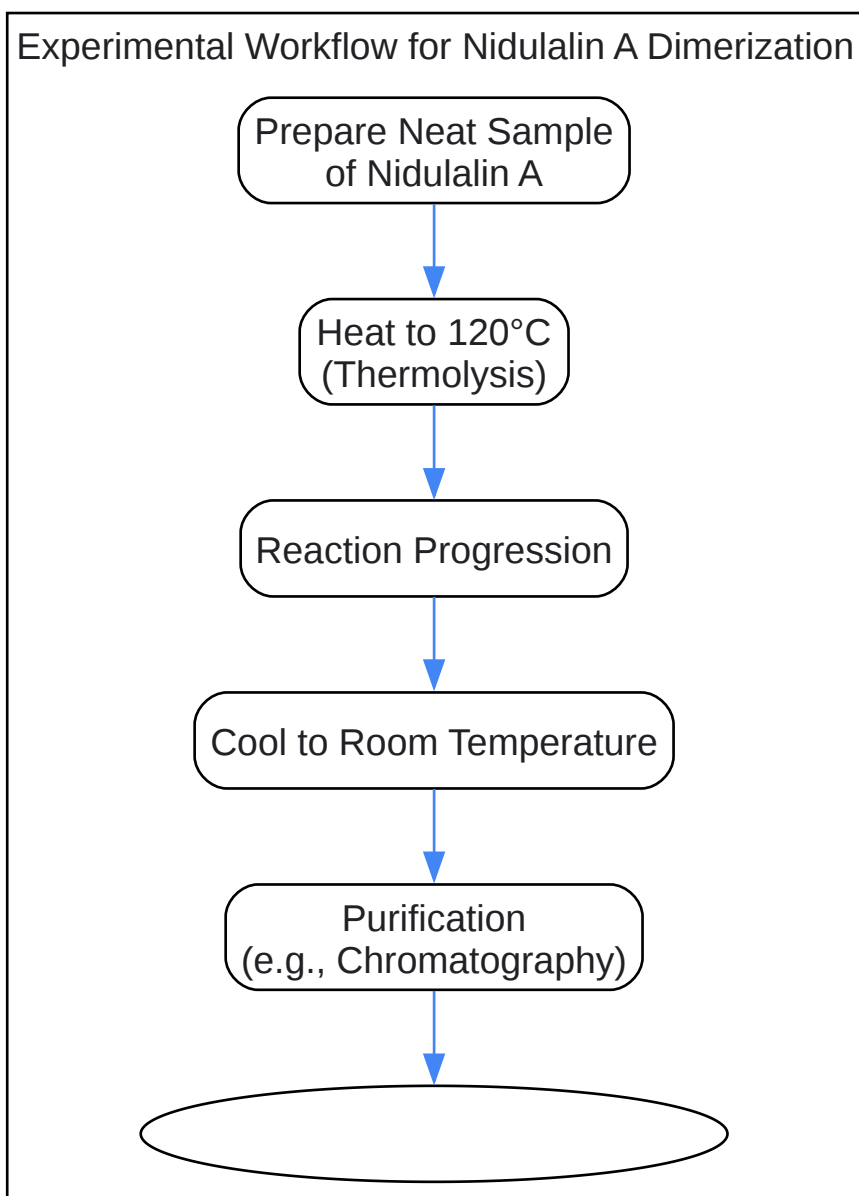 Experimental Workflow for Nidulalin A Dimerization
Prepare Neat Sample
of Nidulalin A
Heat to 120°C
(Thermolysis)
Reaction Progression
Cool to Room Temperature
Purification
(e.g., Chromatography)